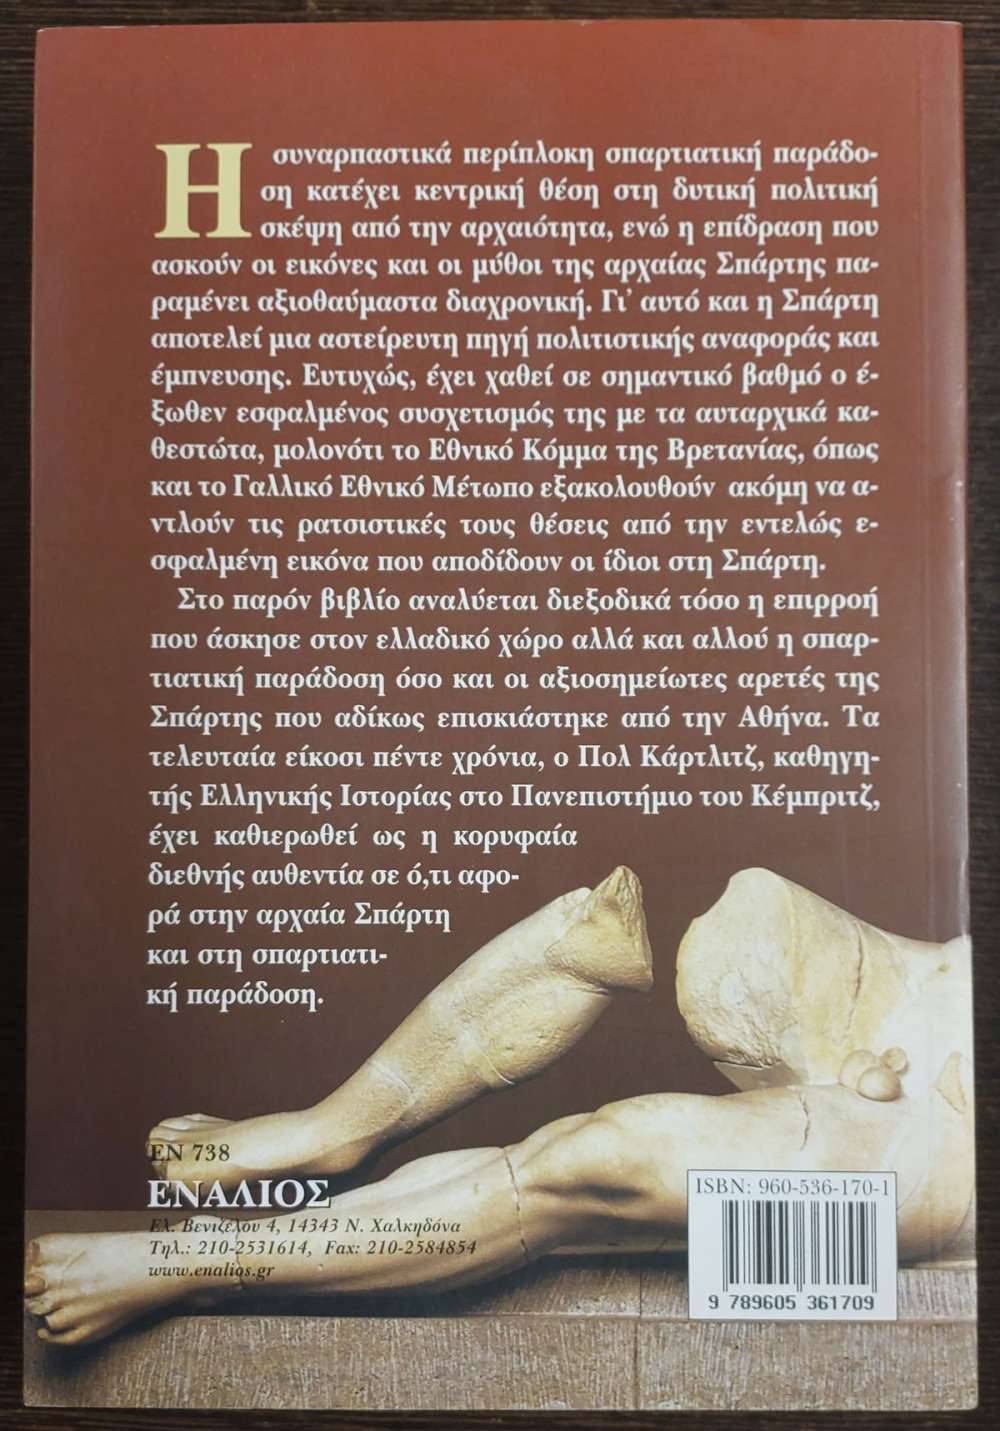 Η συναρπαστικά περίπλοκη σπαρτιατική παράδο-
ση κατέχει κεντρική θέση στη δυτική πολιτική
σκέψη από την αρχαιότητα, ενώ η επίδραση που
ασκούν οι εικόνες και οι μύθοι της αρχαίας Σπάρτης πα-
ραμένει αξιοθαύμαστα διαχρονική. Γι' αυτό και η Σπάρτη
αποτελεί μια αστείρευτη πηγή πολιτιστικής αναφοράς και
έμπνευσης. Ευτυχώς, έχει χαθεί σε σημαντικό βαθμό ο έ-
ξωθεν εσφαλμένος συσχετισμός της με τα αυταρχικά κα-
θεστώτα, μολονότι το Εθνικό Κόμμα της Βρετανίας, όπως
και το Γαλλικό Εθνικό Μέτωπο εξακολουθούν ακόμη να α-
ντλούν τις ρατσιστικές τους θέσεις από την εντελώς ε-
σφαλμένη εικόνα που αποδίδουν οι ίδιοι στη Σπάρτη.
Στο παρόν βιβλίο αναλύεται διεξοδικά τόσο η επιρροή
που άσκησε στον ελλαδικό χώρο αλλά και αλλού η σπαρ-
τιατική παράδοση όσο και οι αξιοσημείωτες αρετές της
Σπάρτης που αδίκως επισκιάστηκε από την Αθήνα. Τα
τελευταία είκοσι πέντε χρόνια, ο Πολ Κάρτλιτζ, καθηγη-
τής Ελληνικής Ιστορίας στο Πανεπιστήμιο του Κέμπριτζ,
έχει καθιερωθεί ως η κορυφαία
διεθνής αυθεντία σε ό,τι αφο-
ρά στην αρχαία Σπάρτη
και στη σπαρτιατι-
κή παράδοση.
ΕΝ 738
ΕΝΑΛΙΟΣ
Ελ. Βενιζέλου 4, 14343 Ν. Χαλκηδόνα
Τηλ.: 210-2531614, Fax: 210-2584854
www.enalios.gr
ISBN: 960-536-170-1
9 789605 361709